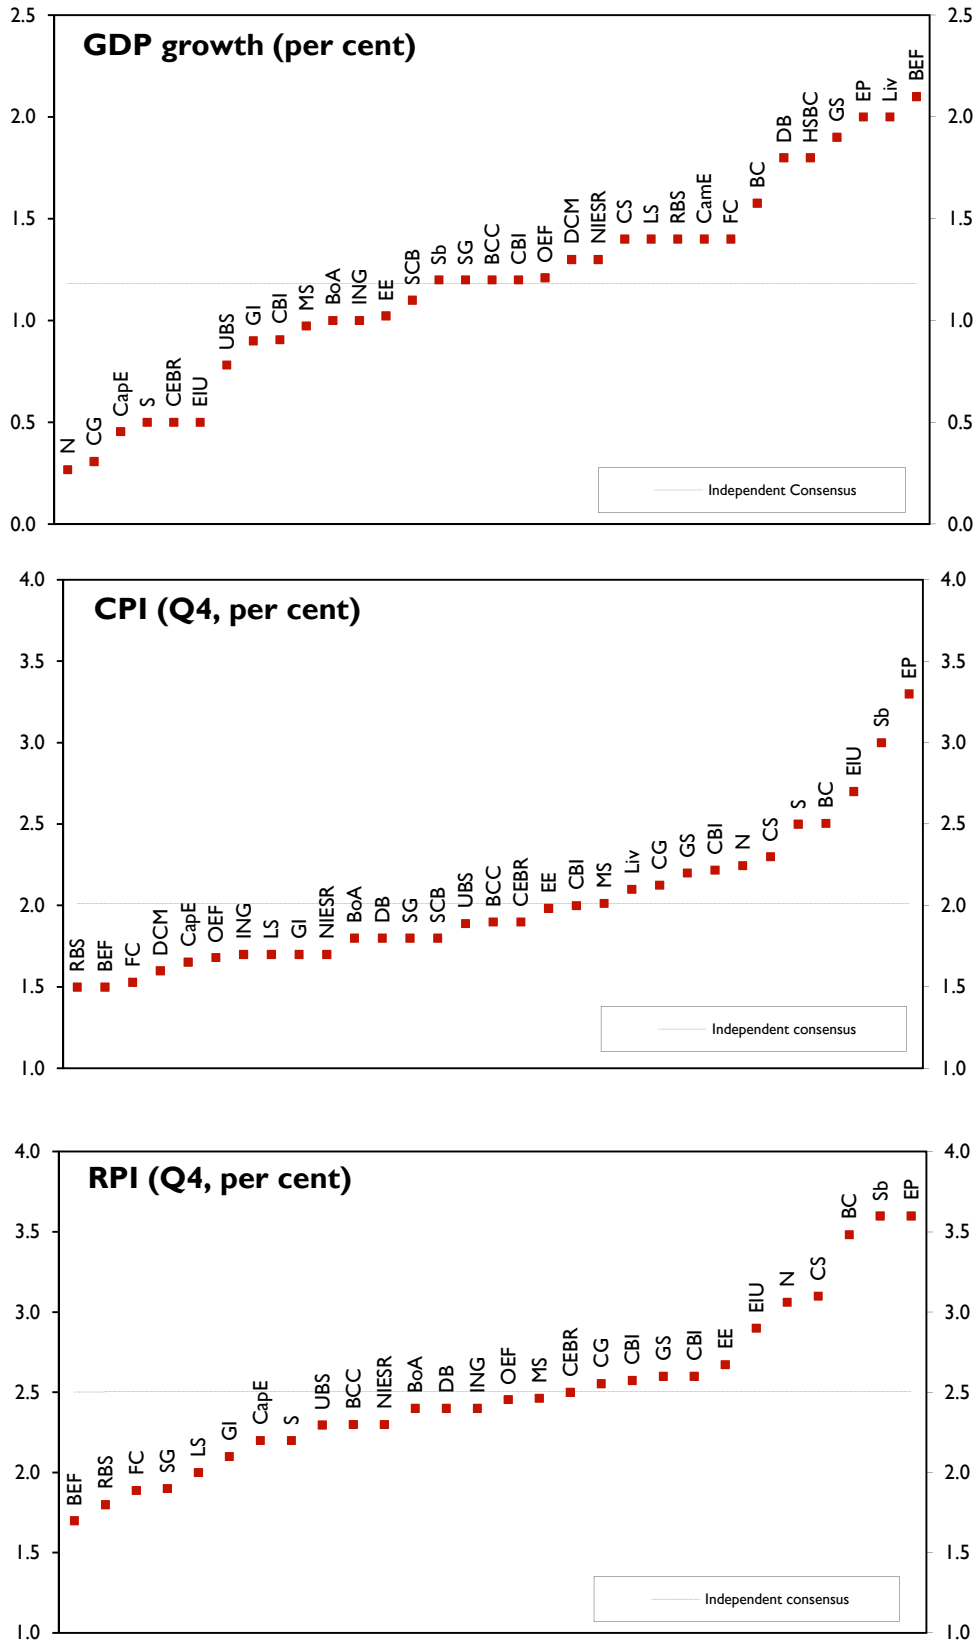 GDP growth (per cent)
2.5 2.5
2.0 2.0
1.5 1.5
1.0 1.0
0.5 0.5
0.0 0.0
N CG CapE S CEBR EIU UBS GI CBI MS BoA ING EE SCB Sb SG BCC CBI OEF DCM NIESR CS LS RBS CamE FC BC DB HSBC GS EP Liv BEF
Independent Consensus
CPI (Q4, per cent)
4.0 4.0
3.5 3.5
3.0 3.0
2.5 2.5
2.0 2.0
1.5 1.5
1.0 1.0
RBS BEF FC DCM CapE OEF ING LS GI NIESR BoA DB SG SCB UBS BCC CEBR EE CBI MS Liv CG GS CBI N CS S BC EIU Sb EP
Independent consensus
RPI (Q4, per cent)
4.0 4.0
3.5 3.5
3.0 3.0
2.5 2.5
2.0 2.0
1.5 1.5
1.0 1.0
BEF RBS FC SG LS GI CapE S UBS BCC NIESR BoA DB ING OEF MS CEBR CG CBI GS CBI EE EIU N CS BC Sb EP
Independent consensus